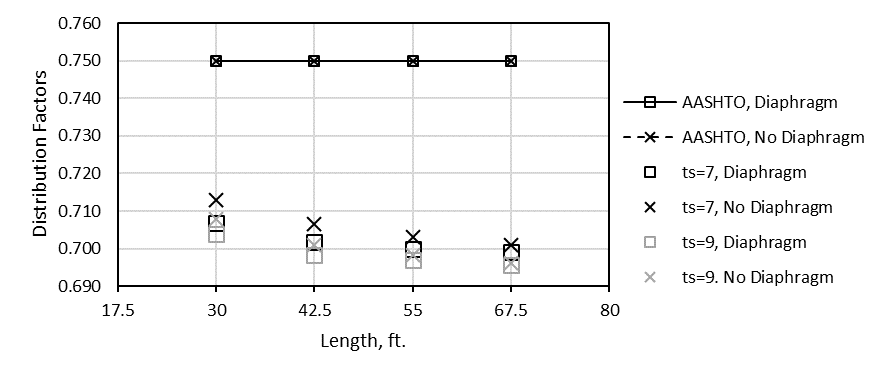 0.760
0.750
0.740
0.730
0.720
0.710
0.700
0.690
Distribution Factors
17.5 30 42.5 55 67.5 80
Length, ft.
AASHTO, Diaphragm
AASHTO, No Diaphragm
ts=7, Diaphragm
ts=7, No Diaphragm
ts=9, Diaphragm
ts=9. No Diaphragm